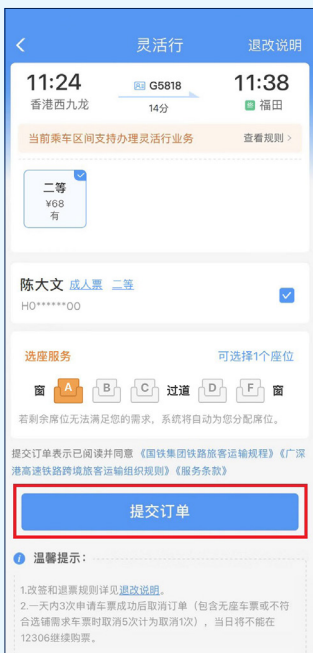 灵活行 退改说明
11:24 G5818 11:38
香港西九龙 14分 福田
当前乘车区间支持办理灵活行业务 查看规则 >
二等
¥68
有
陈大文 成人票 二等
H0******00
选座服务 可选择1个座位
窗 A B C 过道 D F 窗
若剩余席位无法满足您的需求，系统将自动为您分配席位。
提交订单表示已阅读并同意《国铁集团铁路旅客运输规程》《广深
港高速铁路跨境旅客运输组织规则》《服务条款》
提交订单
温馨提示：
1.改签和退票规则详见退改说明。
2.一天内3次申请车票成功后取消订单（包含无座车票或不符
合选铺需求车票时取消5次计为取消1次），当日将不能在
12306继续购票。